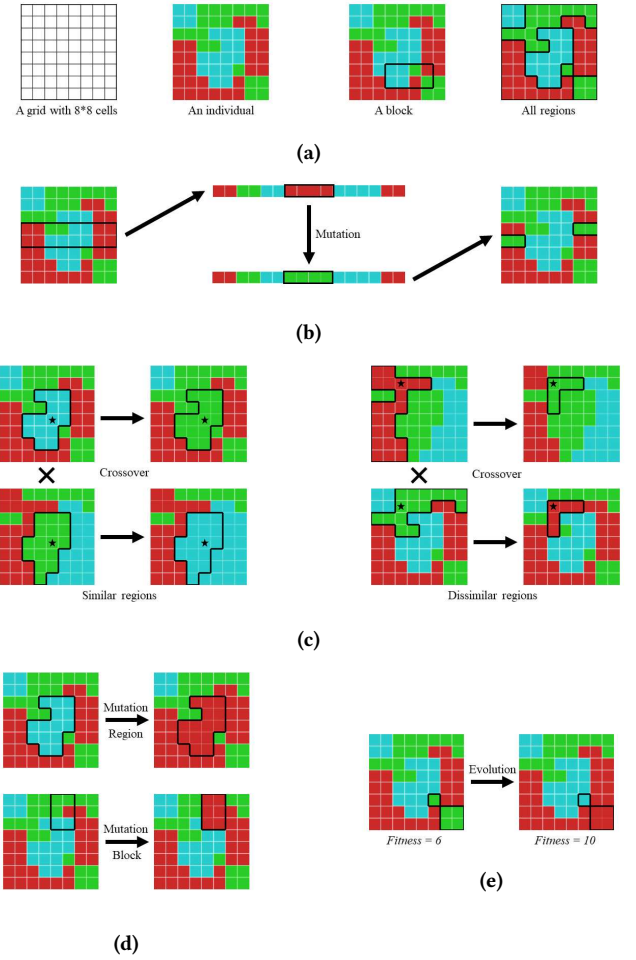 A grid with 8*8 cells
An individual
A block
All regions
(a)
Mutation
(b)
Crossover
Crossover
Similar regions
Dissimilar regions
(c)
Mutation
Region
Mutation
Block
Evolution
Fitness = 6
Fitness = 10
(e)
(d)